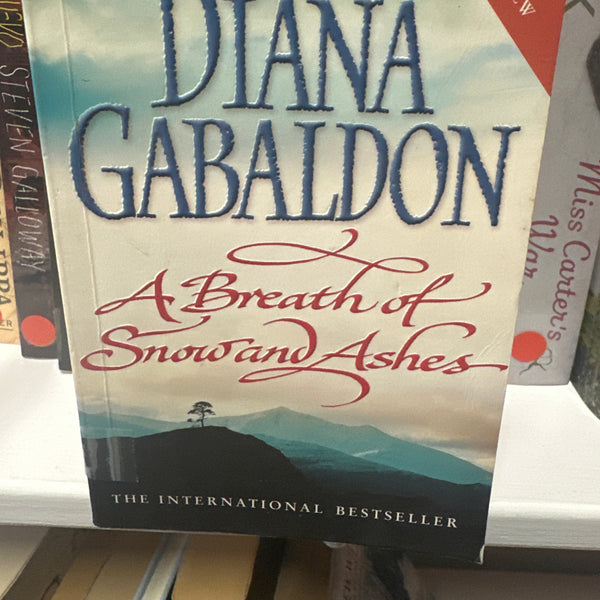 DIANA
GABALDON
A Breath of
Snow and Ashes
THE INTERNATIONAL BESTSELLER
STEVEN GALLOWAY
Miss Carter's
War